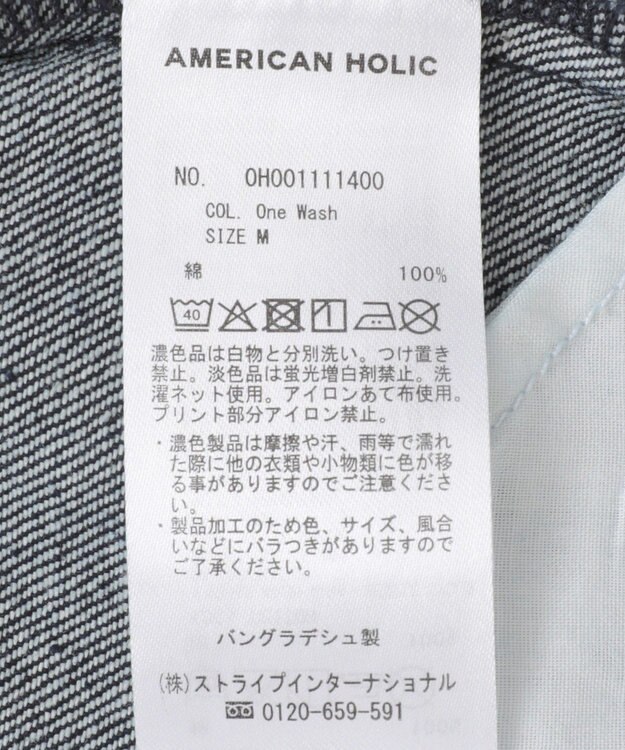 AMERICAN HOLIC
NO. OH001111400
COL. One Wash
SIZE M
綿 100%
40
濃色品は白物と分別洗い。つけ置き
禁止。淡色品は蛍光増白剤禁止。洗
濯ネット使用。アイロンあて布使用。
プリント部分アイロン禁止。
・濃色製品は摩擦や汗、雨等で濡れ
た際に他の衣類や小物類に色が移
る事がありますのでご注意くださ
い。
・製品加工のため色、サイズ、風合
いなどにバラつきがありますので
ご了承ください。
バングラデシュ製
(株)ストライプインターナショナル
0120-659-591